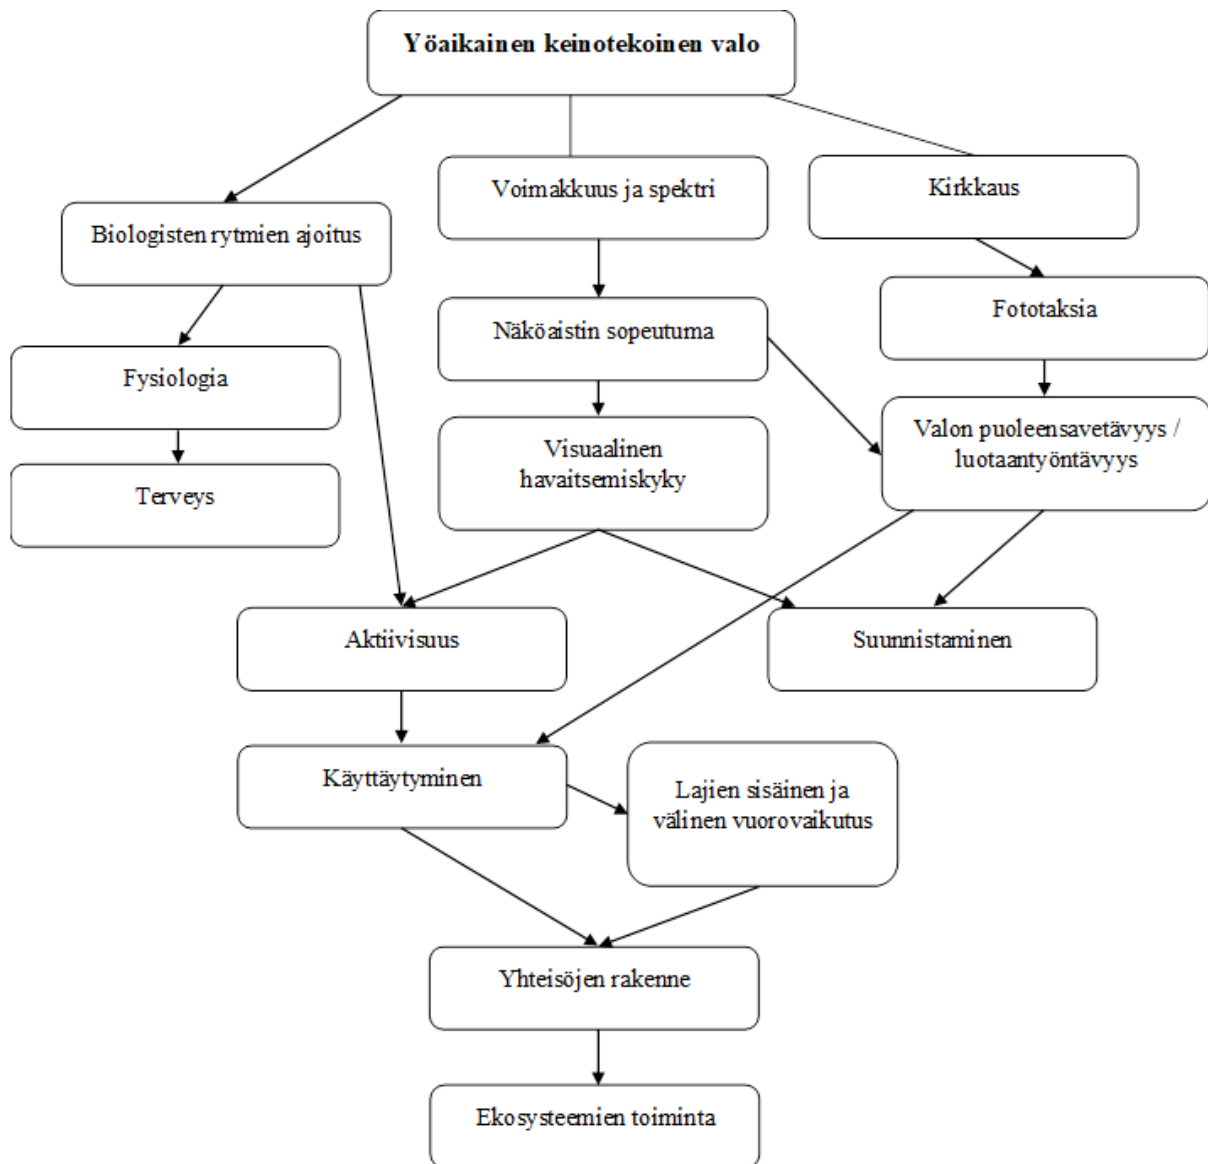 Yöaikainen keinotekoinen valo
Voimakkuus ja spektri
Kirkkaus
Biologisten rytmien ajoitus
Näköaistin sopeutuma
Fototaksia
Fysiologia
Visuaalinen
havaitsemiskyky
Valon puoleensavetävyys /
luotaantyöntävyys
Terveys
Aktiivisuus
Suunnistaminen
Käyttäytyminen
Lajien sisäinen ja
välinen vuorovaikutus
Yhteisöjen rakenne
Ekosysteemien toiminta